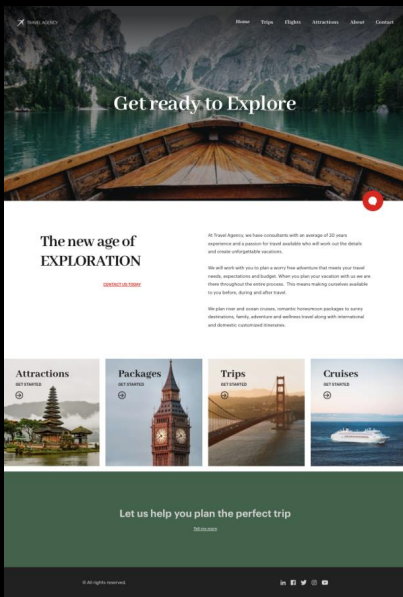 TRAVEL AGENCY
Home Trips Flights Attractions About Contact
Get ready to Explore
The new age of
EXPLORATION
CONTACT US TODAY
At Travel Agency, we have consultants with an average of 20 years
experience and a passion for travel available who will work out the details
and create unforgettable vacations.
We will work with you to plan a worry free adventure that meets your travel
needs, expectations and budget. When you plan your vacation with us we are
there throughout the entire process. This means making ourselves available
to you before, during and after travel.
We plan river and ocean cruises, romantic honeymoon packages to sunny
destinations, family, adventure and wellness travel along with international
and domestic customized itineraries.
Attractions
GET STARTED
Packages
GET STARTED
Trips
GET STARTED
Cruises
GET STARTED
Let us help you plan the perfect trip
Tell me more
© All rights reserved.